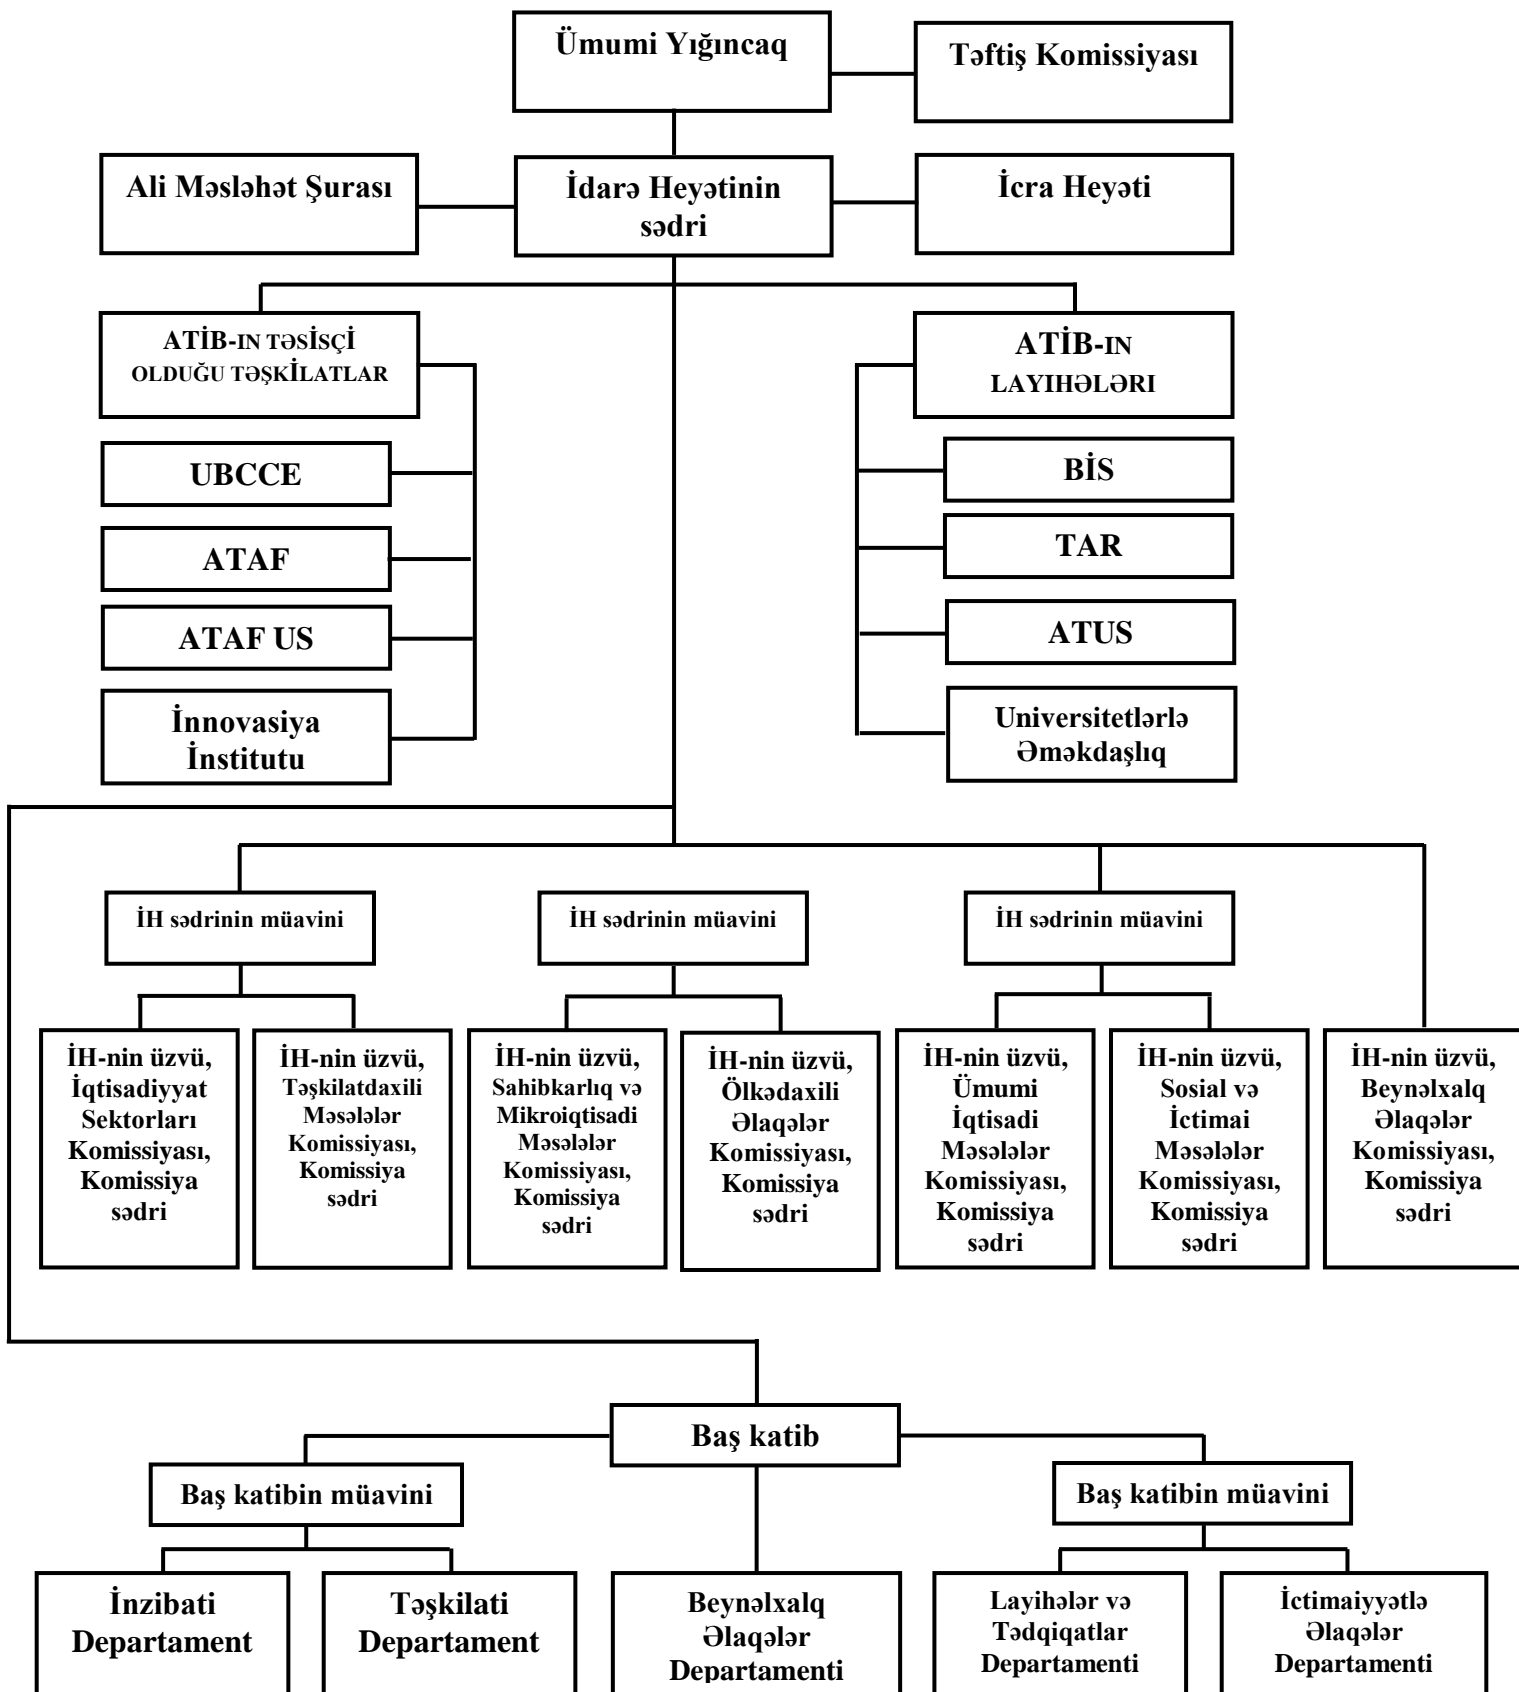 Ümumi Yığıncaq
Təftiş Komissiyası
Ali Məsləhət Şurası
İdarə Heyətinin
sədri
İcra Heyəti
ATİB-IN TƏSİSÇİ
OLDUĞU TƏŞKİLATLAR
ATİB-IN
LAYIHƏLƏRI
UBCCE
BİS
ATAF
TAR
ATAF US
ATUS
İnnovasiya
İnstitutu
Universitetlərlə
Əməkdaşlıq
İH sədrinin müavini
İH sədrinin müavini
İH sədrinin müavini
İH-nin üzvü,
İqtisadiyyat
Sektorları
Komissiyası,
Komissiya
sədri
İH-nin üzvü,
Təşkilatdaxili
Məsələlər
Komissiyası,
Komissiya
sədri
İH-nin üzvü,
Sahibkarlıq və
Mikroiqtisadi
Məsələlər
Komissiyası,
Komissiya
sədri
İH-nin üzvü,
Ölkədaxili
Əlaqələr
Komissiyası,
Komissiya
sədri
İH-nin üzvü,
Ümumi
İqtisadi
Məsələlər
Komissiyası,
Komissiya
sədri
İH-nin üzvü,
Sosial və
İctimai
Məsələlər
Komissiyası,
Komissiya
sədri
İH-nin üzvü,
Beynəlxalq
Əlaqələr
Komissiyası,
Komissiya
sədri
Baş katib
Baş katibin müavini
Baş katibin müavini
İnzibati
Departament
Təşkilati
Departament
Beynəlxalq
Əlaqələr
Departamenti
Layihələr və
Tədqiqatlar
Departamenti
İctimaiyyətlə
Əlaqələr
Departamenti